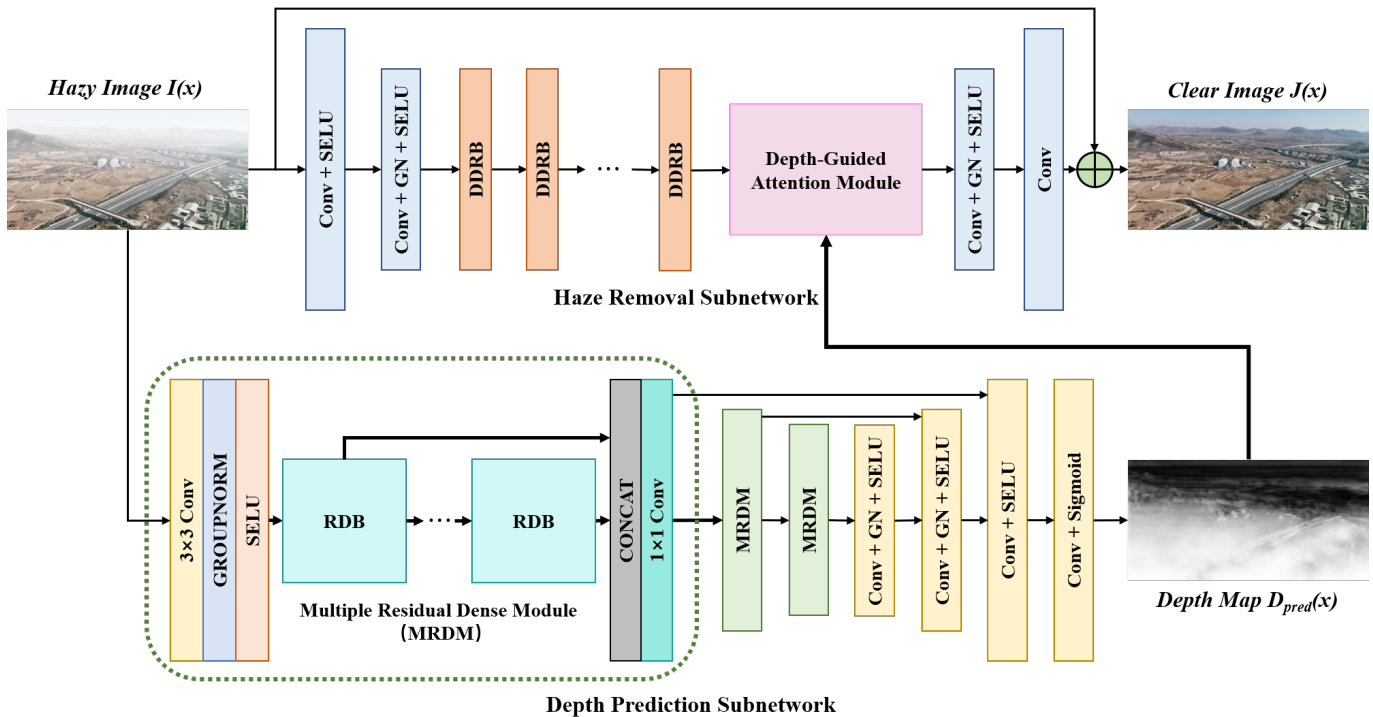 Hazy Image I(x)
Conv + SELU
Conv + GN + SELU
DDRB
DDRB
...
DDRB
Depth-Guided
Attention Module
Conv + GN + SELU
Conv
Clear Image J(x)
Haze Removal Subnetwork
3×3 Conv
GROUPNORM
SELU
RDB
...
RDB
CONCAT
1×1 Conv
Multiple Residual Dense Module
(MRDM)
MRDM
MRDM
Conv + GN + SELU
Conv + GN + SELU
Conv + SELU
Conv + Sigmoid
Depth Map D_pred(x)
Depth Prediction Subnetwork